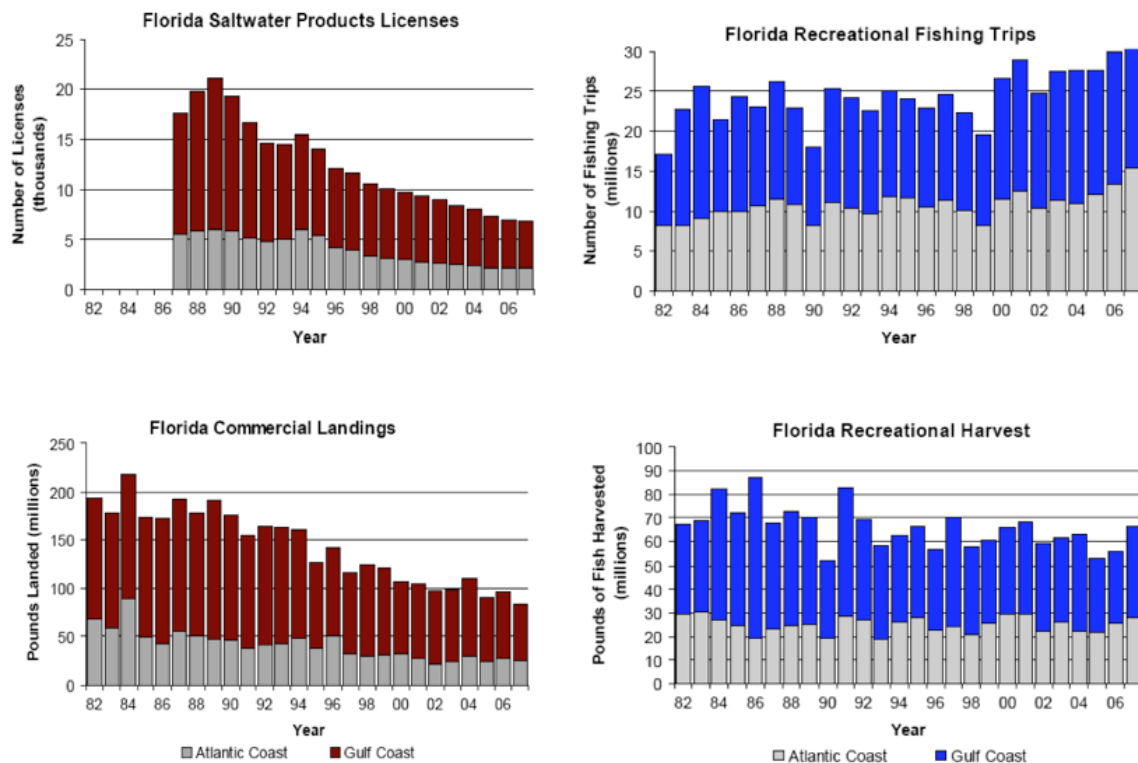 Florida Saltwater Products Licenses
25
20
15
10
5
0
Number of Licenses
(thousands)
82 84 86 88 90 92 94 96 98 00 02 04 06
Year
Florida Recreational Fishing Trips
30
25
20
15
10
5
0
Number of Fishing Trips
(millions)
82 84 86 88 90 92 94 96 98 00 02 04 06
Year
Florida Commercial Landings
250
200
150
100
50
0
Pounds Landed (millions)
82 84 86 88 90 92 94 96 98 00 02 04 06
Year
Atlantic Coast Gulf Coast
Florida Recreational Harvest
100
90
80
70
60
50
40
30
20
10
0
Pounds of Fish Harvested
(millions)
82 84 86 88 90 92 94 96 98 00 02 04 06
Year
Atlantic Coast Gulf Coast